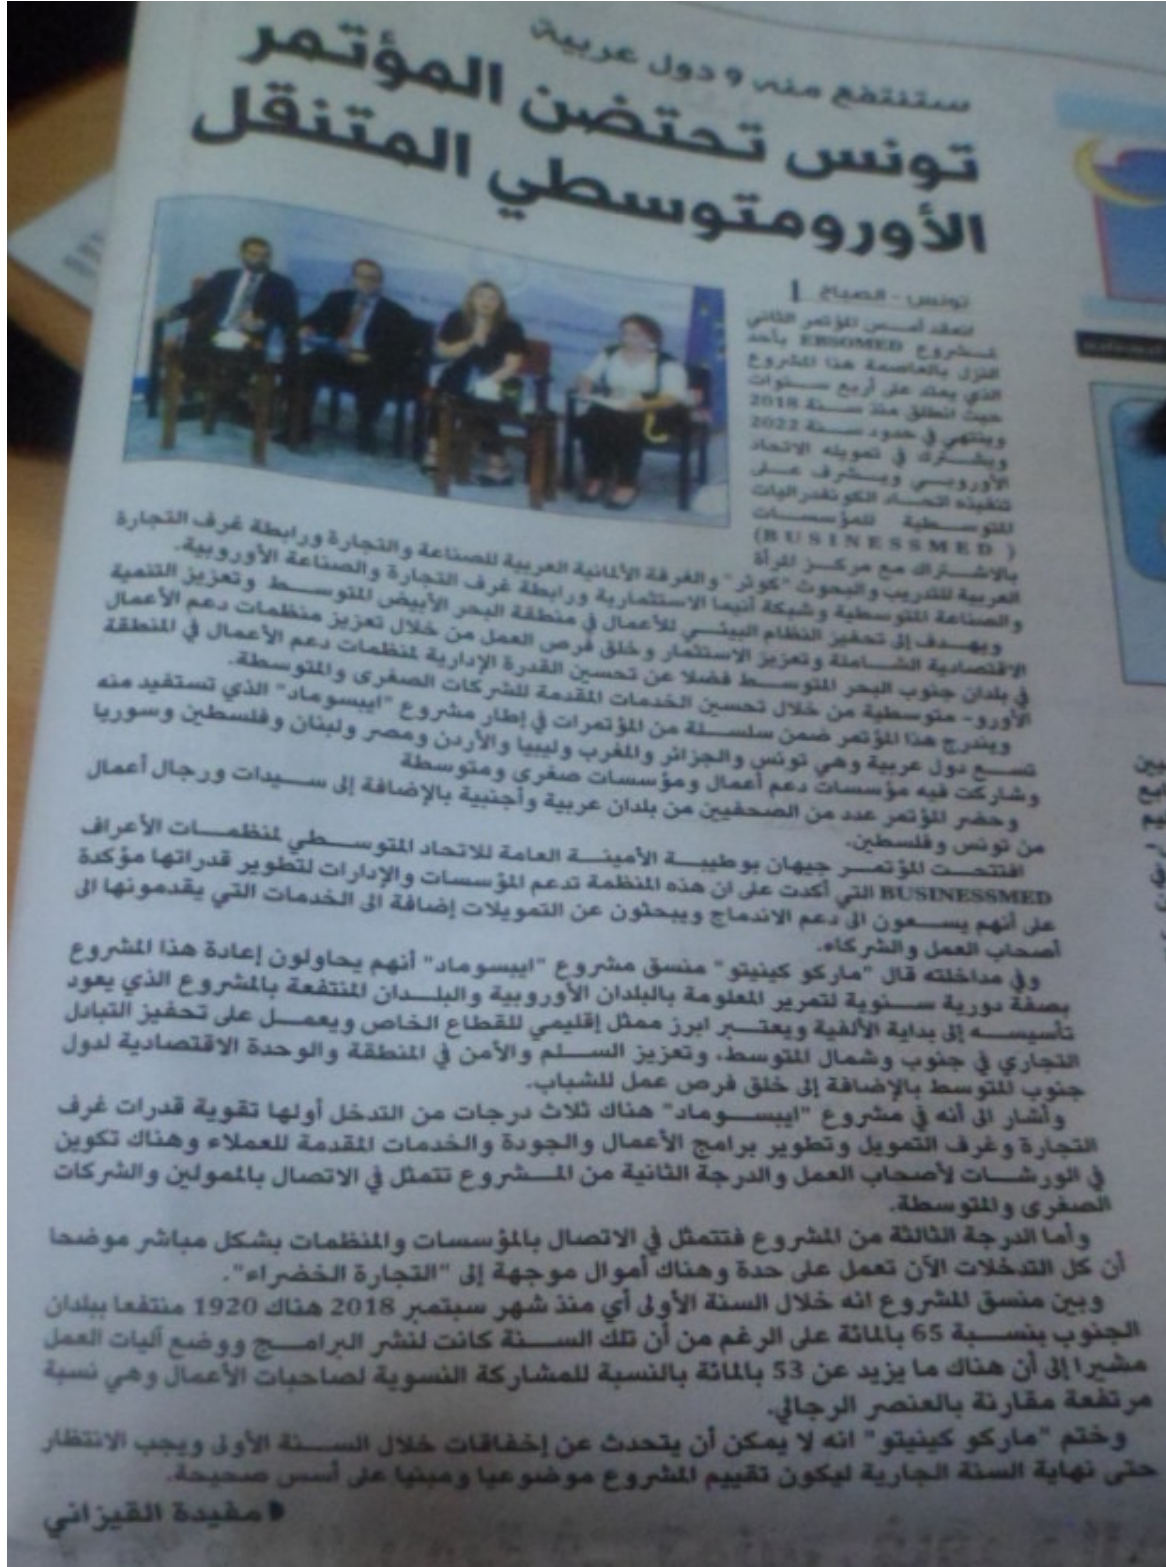 ستنتفع منه 9 دول عربية
تونس تحتضن المؤتمر
الأورومتوسطي المتنقل
تونس - الصباح
انعقد أمس المؤتمر الثاني
لمشروع EBSOMED بأحد
النزل بالعاصمة هذا المشروع
الذي يمتد على أربع سنوات
حيث انطلق منذ سنة 2018
وينتهي في حدود سنة 2022
ويشترك في تمويله الاتحاد
الأوروبي ويشرف على
تنفيذه اتحاد الكونفدراليات
المتوسطية للمؤسسات
(BUSINESSMED )
بالاشتراك مع مركز المرأة
العربية للتدريب والبحوث "كوثر" والغرفة الألمانية العربية للصناعة والتجارة ورابطة غرف التجارة
والصناعة المتوسطية وشبكة أنيما الاستثمارية ورابطة غرف التجارة والصناعة الأوروبية.
ويهدف إلى تحفيز النظام البيئي للأعمال في منطقة البحر الأبيض المتوسط وتعزيز التنمية
الاقتصادية الشاملة وتعزيز الاستثمار وخلق فرص العمل من خلال تعزيز منظمات دعم الأعمال
في بلدان جنوب البحر المتوسط فضلا عن تحسين القدرة الإدارية لمنظمات دعم الأعمال في المنطقة
الأورو- متوسطية من خلال تحسين الخدمات المقدمة للشركات الصغرى والمتوسطة.
ويندرج هذا المؤتمر ضمن سلسلة من المؤتمرات في إطار مشروع "ايبسوماد" الذي تستفيد منه
تسع دول عربية وهي تونس والجزائر والمغرب وليبيا والأردن ومصر ولبنان وفلسطين وسوريا
وشاركت فيه مؤسسات دعم أعمال ومؤسسات صغرى ومتوسطة
وحضر المؤتمر عدد من الصحفيين من بلدان عربية وأجنبية بالإضافة إلى سيدات ورجال أعمال
من تونس وفلسطين.
افتتحت المؤتمر جيهان بوطيبة الأمينة العامة للاتحاد المتوسطي لمنظمات الأعراف
BUSINESSMED التي أكدت على ان هذه المنظمة تدعم المؤسسات والإدارات لتطوير قدراتها مؤكدة
على أنهم يسعون الى دعم الاندماج ويبحثون عن التمويلات إضافة الى الخدمات التي يقدمونها الى
أصحاب العمل والشركاء.
وفي مداخلته قال "ماركو كينيتو" منسق مشروع "ايبسوماد" أنهم يحاولون إعادة هذا المشروع
بصفة دورية سنوية لتمرير المعلومة بالبلدان الأوروبية والبلدان المنتفعة بالمشروع الذي يعود
تأسيسه إلى بداية الألفية ويعتبر ابرز ممثل إقليمي للقطاع الخاص ويعمل على تحفيز التبادل
التجاري في جنوب وشمال المتوسط، وتعزيز السلم والأمن في المنطقة والوحدة الاقتصادية لدول
جنوب المتوسط بالإضافة إلى خلق فرص عمل للشباب.
وأشار الى أنه في مشروع "ايبسوماد" هناك ثلاث درجات من التدخل أولها تقوية قدرات غرف
التجارة وغرف التمويل وتطوير برامج الأعمال والجودة والخدمات المقدمة للعملاء وهناك تكوين
في الورشات لأصحاب العمل والدرجة الثانية من المشروع تتمثل في الاتصال بالممولين والشركات
الصغرى والمتوسطة.
وأما الدرجة الثالثة من المشروع فتتمثل في الاتصال بالمؤسسات والمنظمات بشكل مباشر موضحا
أن كل التدخلات الآن تعمل على حدة وهناك أموال موجهة إلى "التجارة الخضراء".
وبين منسق المشروع انه خلال السنة الأولى أي منذ شهر سبتمبر 2018 هناك 1920 منتفعا ببلدان
الجنوب بنسبة 65 بالمائة على الرغم من أن تلك السنة كانت لنشر البرامج ووضع آليات العمل
مشيرا إلى أن هناك ما يزيد عن 53 بالمائة بالنسبة للمشاركة النسوية لصاحبات الأعمال وهي نسبة
مرتفعة مقارنة بالعنصر الرجالي.
وختم "ماركو كينيتو" انه لا يمكن أن يتحدث عن إخفاقات خلال السنة الأولى ويجب الانتظار
حتى نهاية السنة الجارية ليكون تقييم المشروع موضوعيا ومبنيا على أسس صحيحة.
مفيدة القيزاني